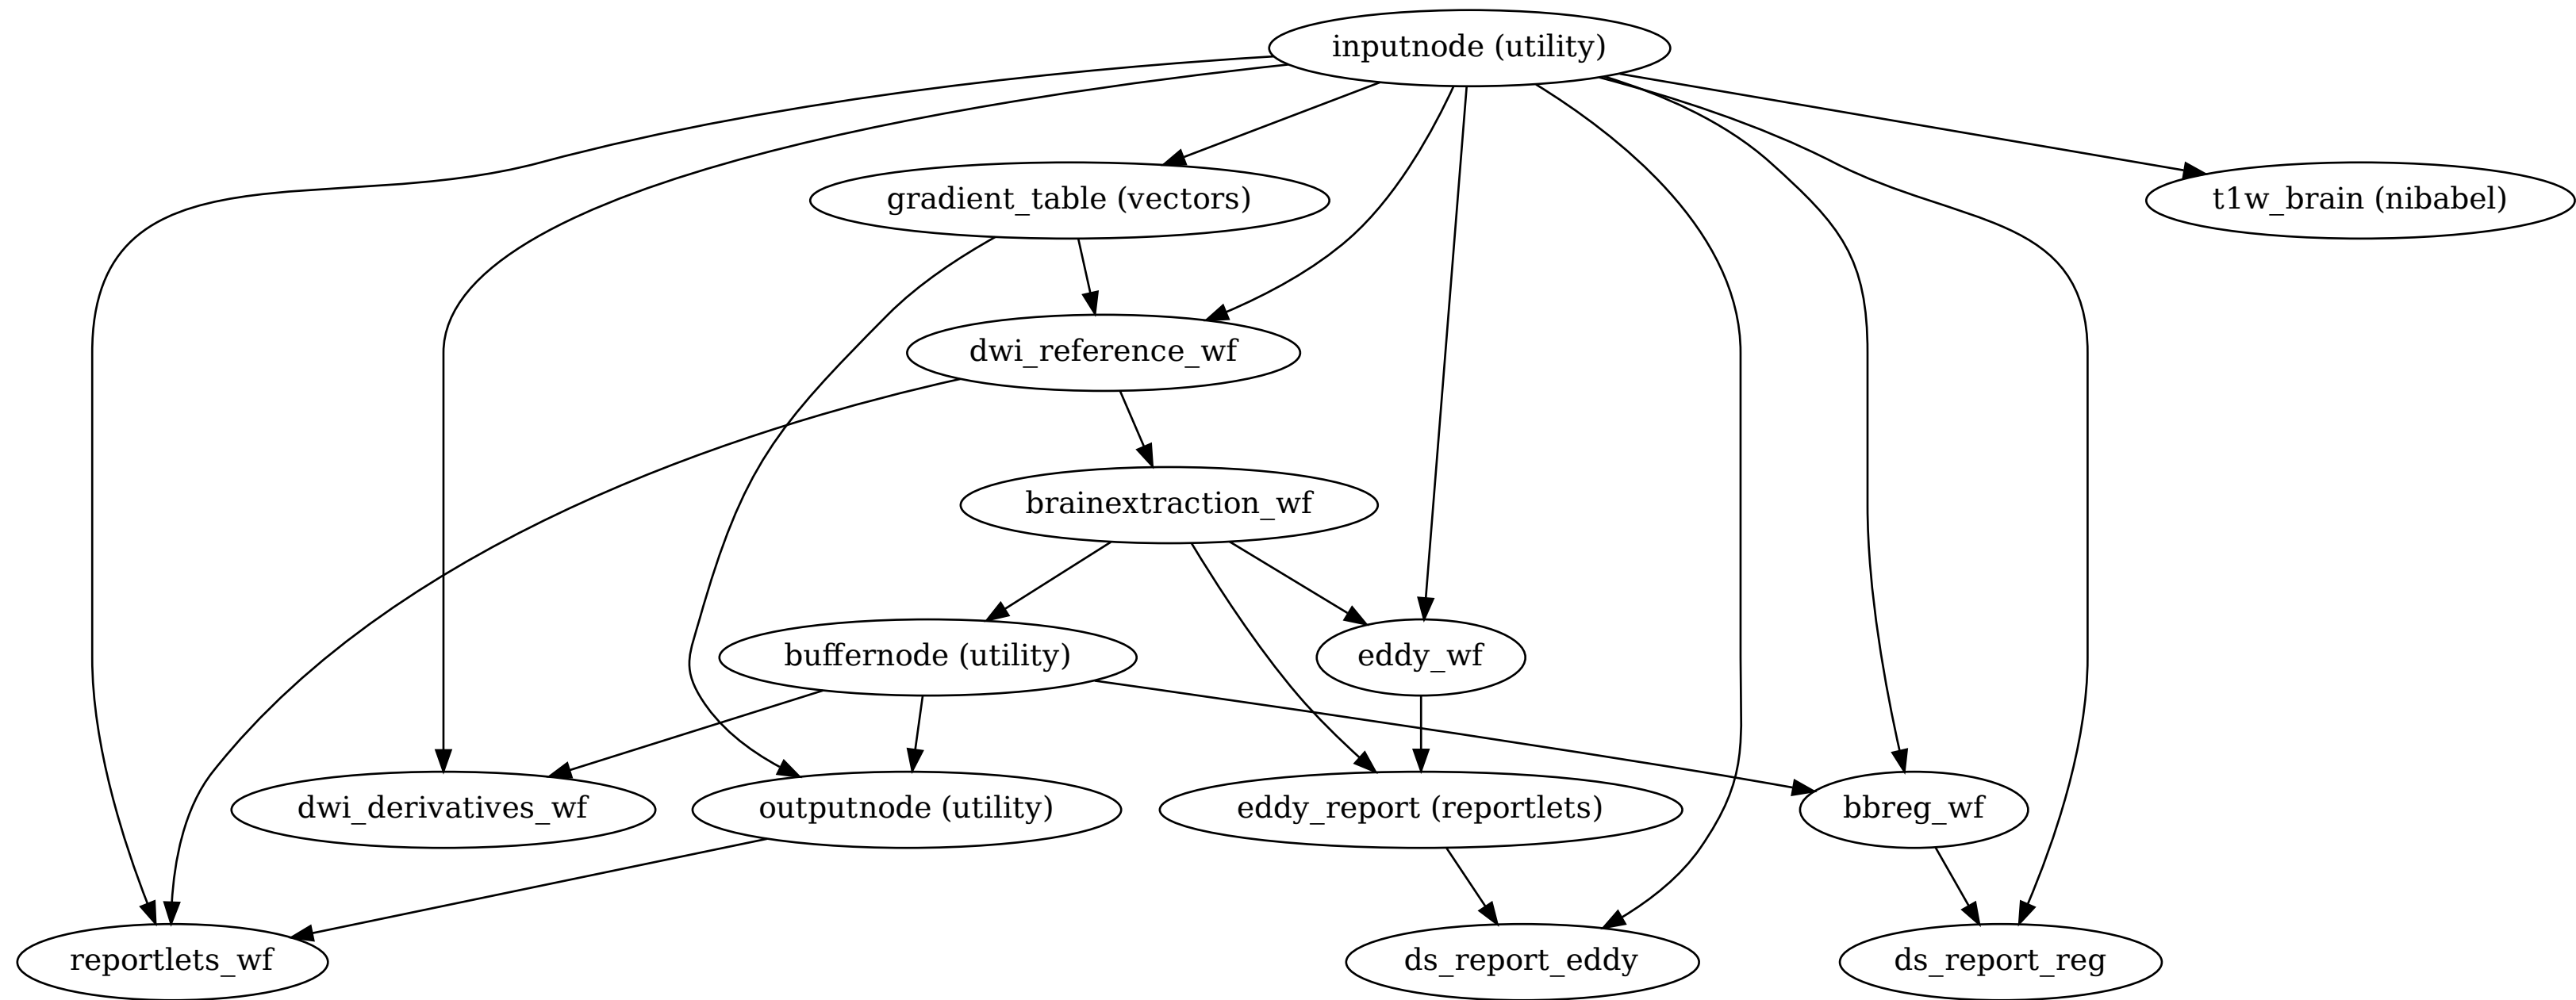 inputnode (utility)
gradient_table (vectors)
t1w_brain (nibabel)
dwi_reference_wf
brainextraction_wf
buffernode (utility)
eddy_wf
dwi_derivatives_wf
outputnode (utility)
eddy_report (reportlets)
bbreg_wf
reportlets_wf
ds_report_eddy
ds_report_reg